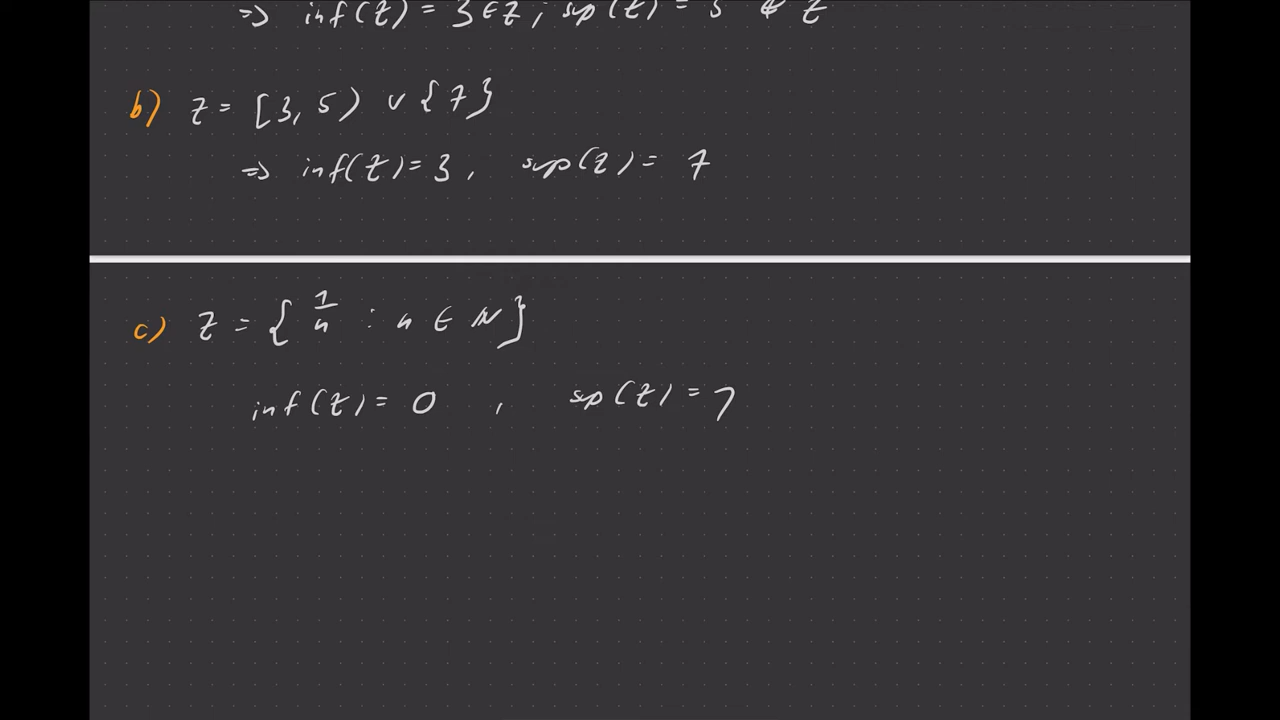 => inf(Z) = 3 ∈ Z ; sup(Z) = 5 ∉ Z
b) Z = [3, 5) ∪ {7}
=> inf(Z) = 3, sup(Z) = 7
c) Z = { 1/n : n ∈ ℕ }
inf(Z) = 0 , sup(Z) = 1